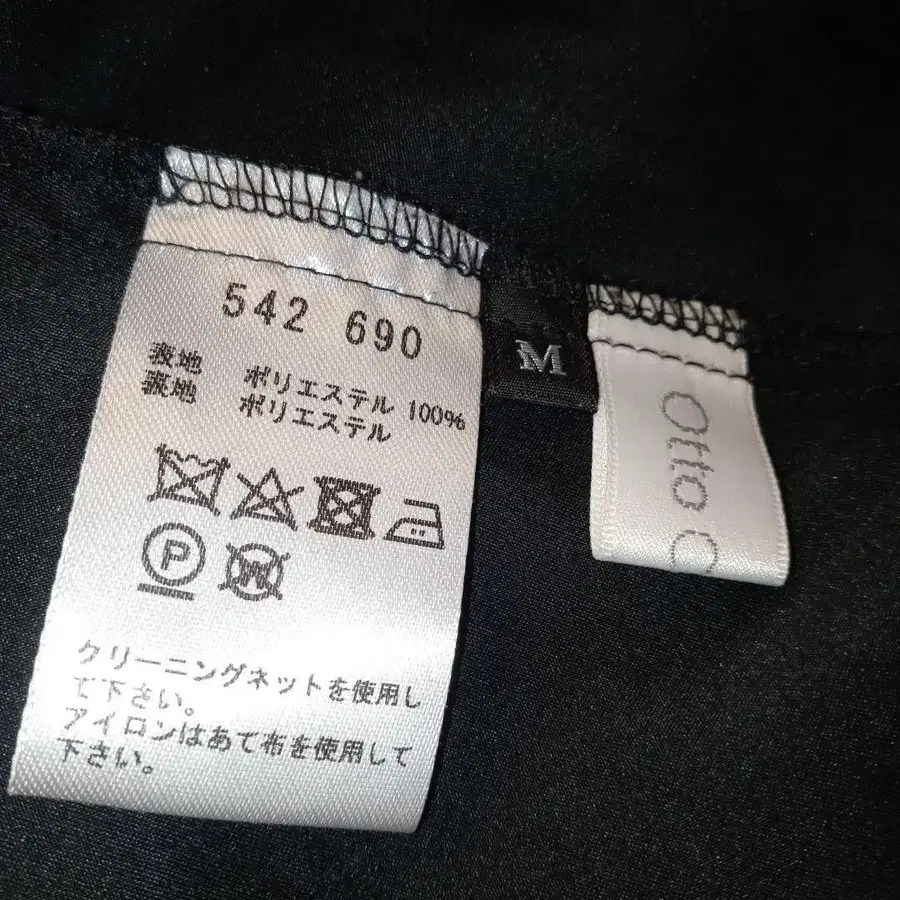 542 690
表地 ポリエステル 100%
裏地 ポリエステル
P W
クリーニングネットを使用し
て下さい。
アイロンはあて布を使用して
下さい。
M
Otto